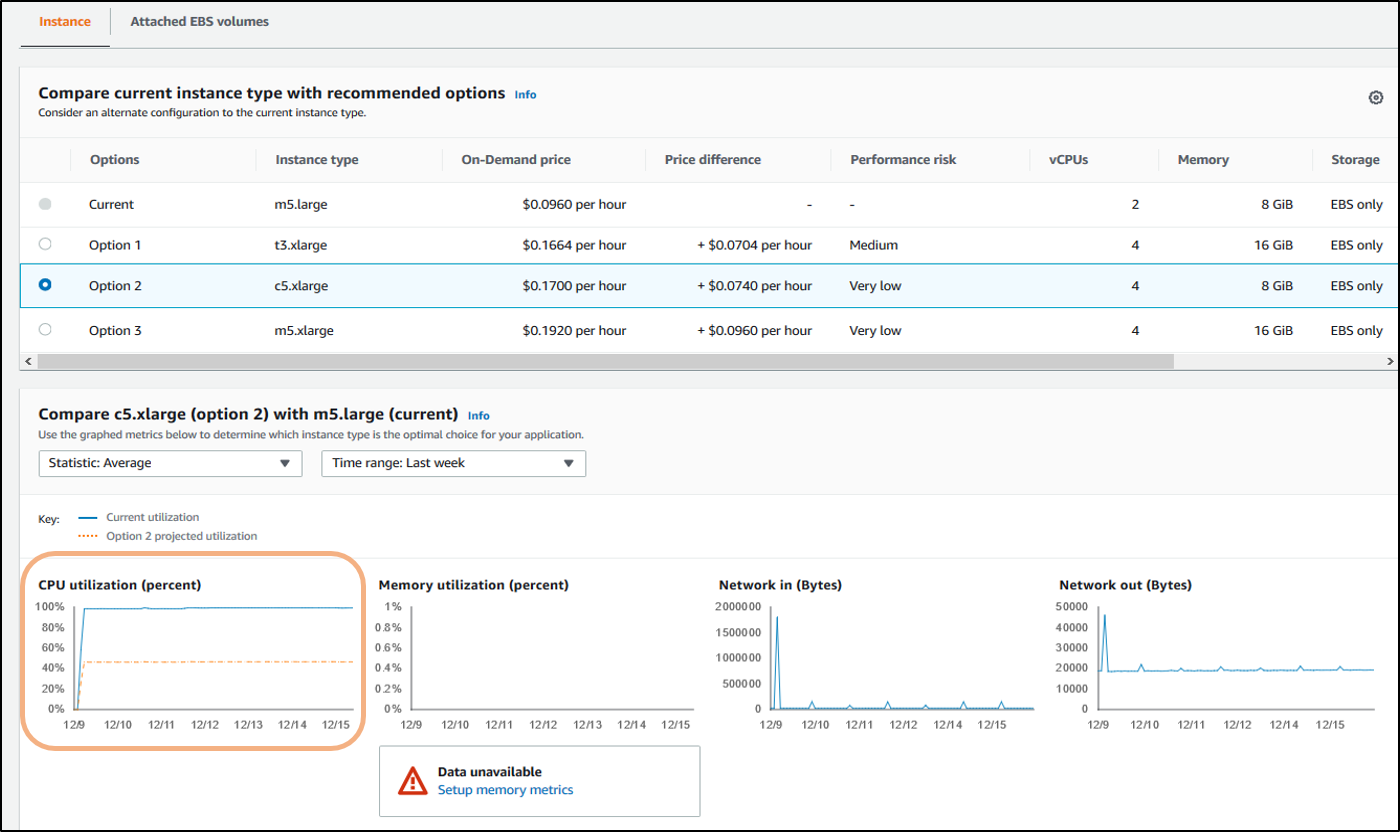 Instance Attached EBS volumes
Compare current instance type with recommended options Info
Consider an alternate configuration to the current instance type.
Options Instance type On-Demand price Price difference Performance risk vCPUs Memory Storage
Current m5.large $0.0960 per hour - - 2 8 GiB EBS only
Option 1 t3.xlarge $0.1664 per hour + $0.0704 per hour Medium 4 16 GiB EBS only
Option 2 c5.xlarge $0.1700 per hour + $0.0740 per hour Very low 4 8 GiB EBS only
Option 3 m5.xlarge $0.1920 per hour + $0.0960 per hour Very low 4 16 GiB EBS only
Compare c5.xlarge (option 2) with m5.large (current) Info
Use the graphed metrics below to determine which instance type is the optimal choice for your application.
Statistic: Average Time range: Last week
Key: Current utilization
Option 2 projected utilization
CPU utilization (percent)
100%
80%
60%
40%
20%
0%
12/9 12/10 12/11 12/12 12/13 12/14 12/15
Memory utilization (percent)
1%
0.8%
0.6%
0.4%
0.2%
0%
12/9 12/10 12/11 12/12 12/13 12/14 12/15
Data unavailable
Setup memory metrics
Network in (Bytes)
2000000
1500000
1000000
500000
0
12/9 12/10 12/11 12/12 12/13 12/14 12/15
Network out (Bytes)
50000
40000
30000
20000
10000
0
12/9 12/10 12/11 12/12 12/13 12/14 12/15